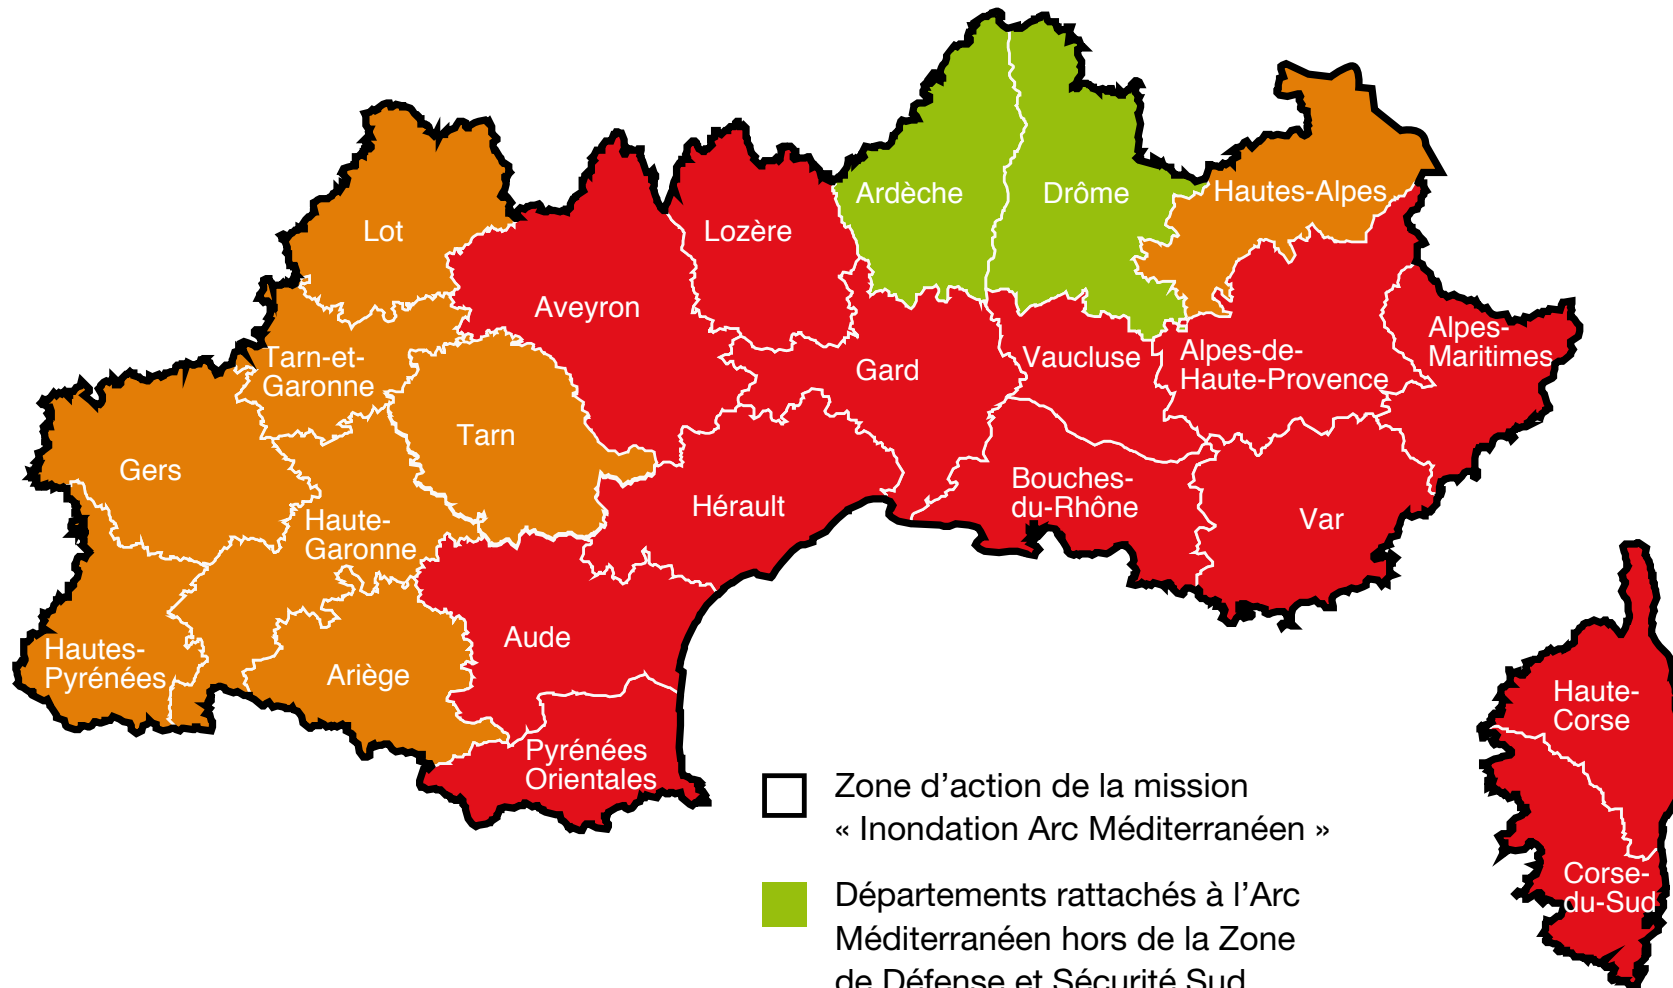 Ardèche
Drôme
Hautes-Alpes
Lot
Lozère
Aveyron
Tarn-et-
Garonne
Gard
Vaucluse
Alpes-de-
Haute-Provence
Alpes-
Maritimes
Tarn
Gers
Hérault
Bouches-
du-Rhône
Var
Haute-
Garonne
Hautes-
Pyrénées
Ariège
Aude
Pyrénées
Orientales
Haute-
Corse
Corse-
du-Sud
Zone d’action de la mission
« Inondation Arc Méditerranéen »
Départements rattachés à l’Arc
Méditerranéen hors de la Zone
de Défense et Sécurité Sud